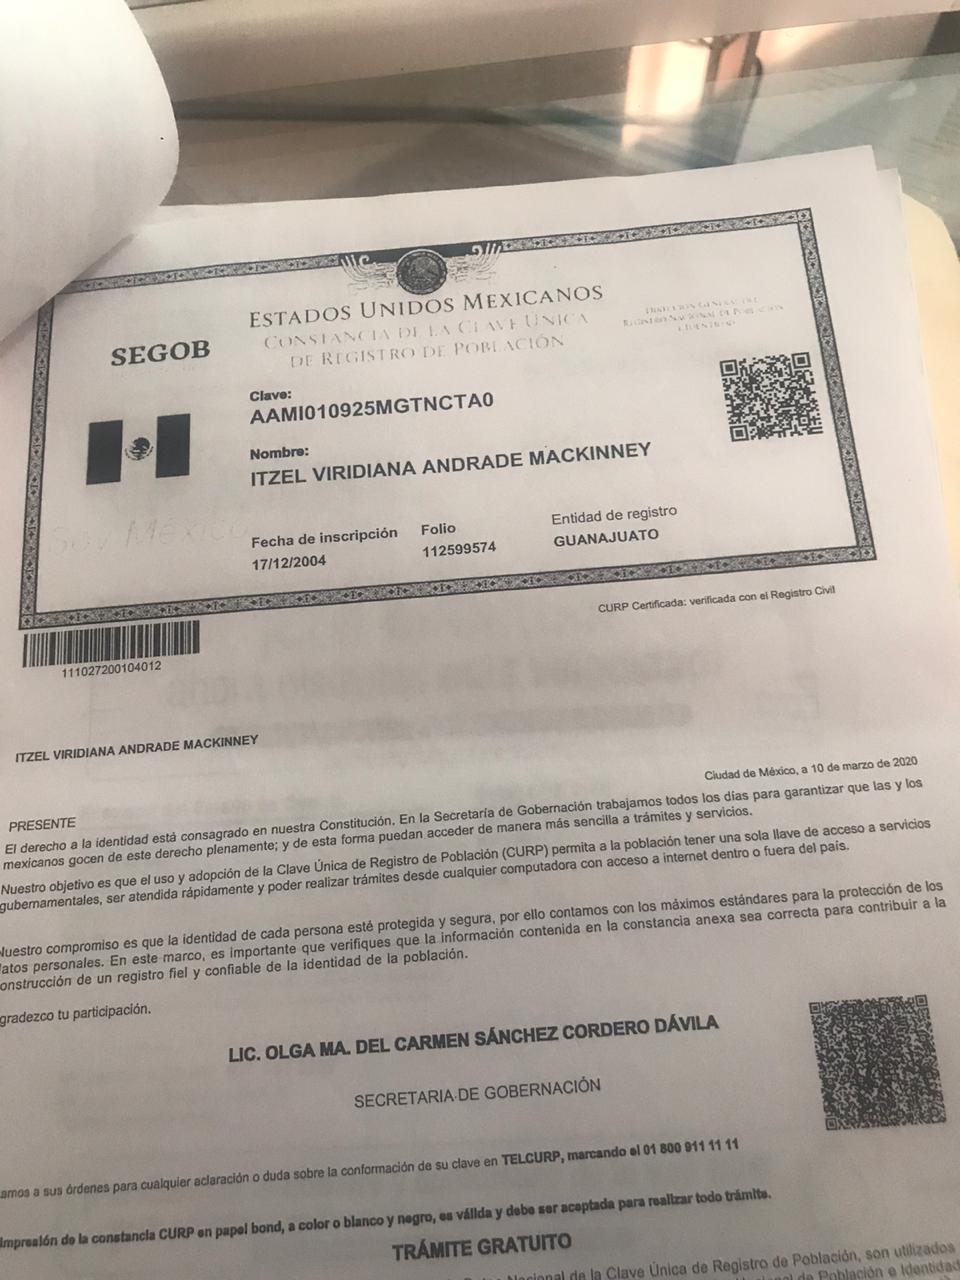 ESTADOS UNIDOS MEXICANOS
CONSTANCIA DE LA CLAVE ÚNICA
DE REGISTRO DE POBLACIÓN
DIRECCIÓN GENERAL DEL
REGISTRO NACIONAL DE POBLACIÓN
E IDENTIDAD
SEGOB
Clave:
AAMI010925MGTNCTA0
Nombre:
ITZEL VIRIDIANA ANDRADE MACKINNEY
Soy México
Fecha de inscripción
17/12/2004
Folio
112599574
Entidad de registro
GUANAJUATO
CURP Certificada: verificada con el Registro Civil
111027200104012
ITZEL VIRIDIANA ANDRADE MACKINNEY
Ciudad de México, a 10 de marzo de 2020
PRESENTE
El derecho a la identidad está consagrado en nuestra Constitución. En la Secretaría de Gobernación trabajamos todos los días para garantizar que las y los
mexicanos gocen de este derecho plenamente; y de esta forma puedan acceder de manera más sencilla a trámites y servicios.
Nuestro objetivo es que el uso y adopción de la Clave Única de Registro de Población (CURP) permita a la población tener una sola llave de acceso a servicios
gubernamentales, ser atendida rápidamente y poder realizar trámites desde cualquier computadora con acceso a internet dentro o fuera del país.
Nuestro compromiso es que la identidad de cada persona esté protegida y segura, por ello contamos con los máximos estándares para la protección de los
datos personales. En este marco, es importante que verifiques que la información contenida en la constancia anexa sea correcta para contribuir a la
onstrucción de un registro fiel y confiable de la identidad de la población.
gradezco tu participación.
LIC. OLGA MA. DEL CARMEN SÁNCHEZ CORDERO DÁVILA
SECRETARIA DE GOBERNACIÓN
amos a sus órdenes para cualquier aclaración o duda sobre la conformación de su clave en TELCURP, marcando el 01 800 911 11 11
impresión de la constancia CURP en papel bond, a color o blanco y negro, es válida y debe ser aceptada para realizar todo trámite.
TRÁMITE GRATUITO
Nacional de la Clave Única de Registro de Población, son utilizados
de Población e Identidad